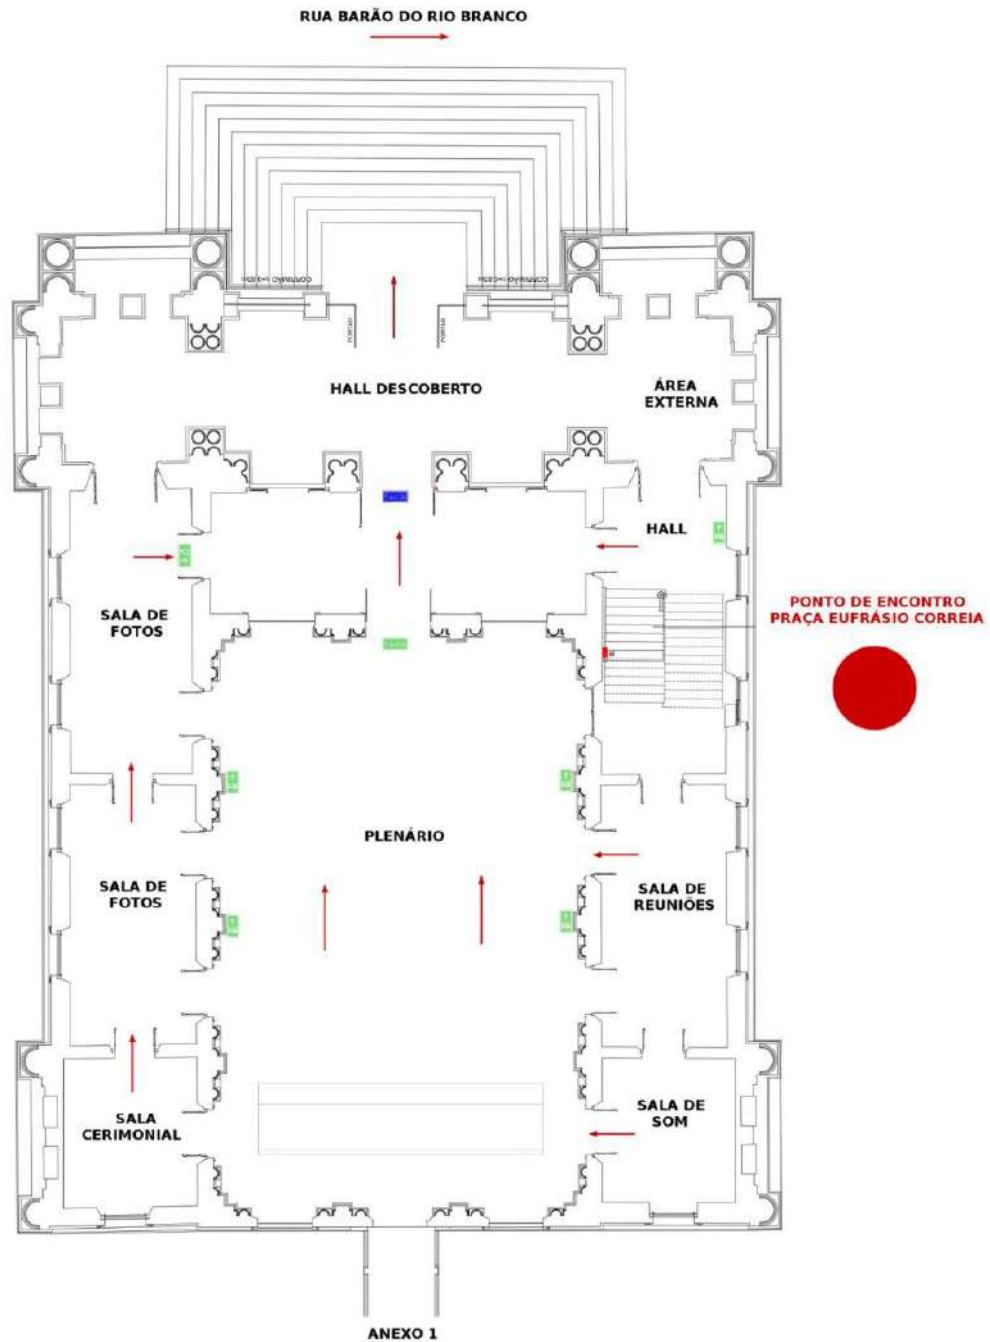 RUA BARÃO DO RIO BRANCO
HALL DESCOBERTO
ÁREA
EXTERNA
HALL
SALA DE
FOTOS
PONTO DE ENCONTRO
PRAÇA EUFRÁSIO CORREIA
PLENÁRIO
SALA DE
FOTOS
SALA DE
REUNIÕES
SALA
CERIMONIAL
SALA DE
SOM
ANEXO 1